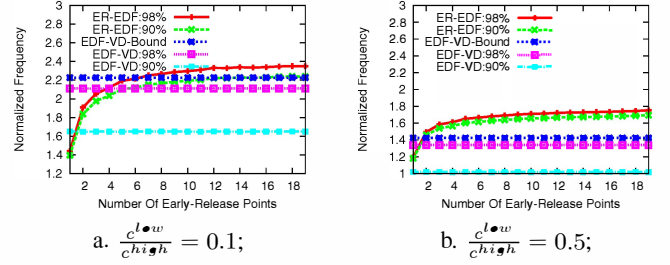 3
2.8
2.6
2.4
2.2
2
1.8
1.6
1.4
1.2
Normalized Frequency
ER-EDF:98%
ER-EDF:90%
EDF-VD-Bound
EDF-VD:98%
EDF-VD:90%
2 4 6 8 10 12 14 16 18
Number Of Early-Release Points
a. c^low / c^high = 0.1;
3
2.8
2.6
2.4
2.2
2
1.8
1.6
1.4
1.2
1
Normalized Frequency
ER-EDF:98%
ER-EDF:90%
EDF-VD-Bound
EDF-VD:98%
EDF-VD:90%
2 4 6 8 10 12 14 16 18
Number Of Early-Release Points
b. c^low / c^high = 0.5;